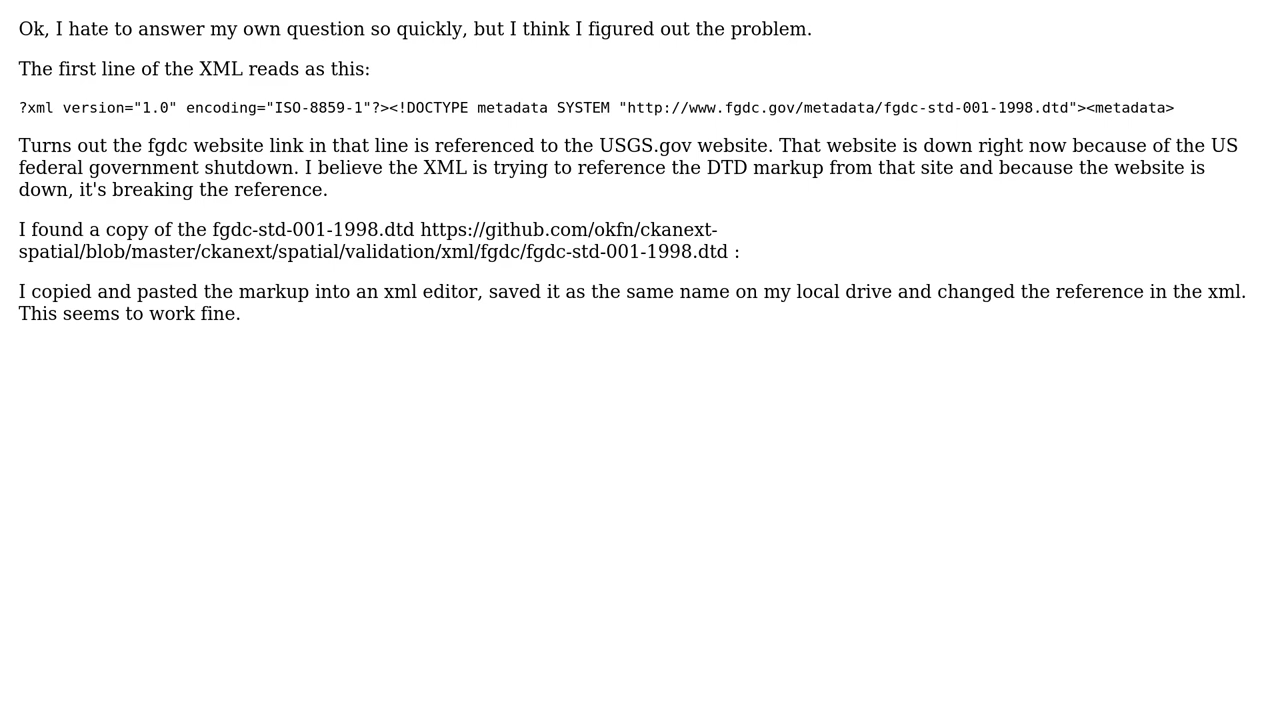 Ok, I hate to answer my own question so quickly, but I think I figured out the problem.
The first line of the XML reads as this:
?xml version="1.0" encoding="ISO-8859-1"?><!DOCTYPE metadata SYSTEM "http://www.fgdc.gov/metadata/fgdc-std-001-1998.dtd"><metadata>
Turns out the fgdc website link in that line is referenced to the USGS.gov website. That website is down right now because of the US
federal government shutdown. I believe the XML is trying to reference the DTD markup from that site and because the website is
down, it's breaking the reference.
I found a copy of the fgdc-std-001-1998.dtd https://github.com/okfn/ckanext-
spatial/blob/master/ckanext/spatial/validation/xml/fgdc/fgdc-std-001-1998.dtd :
I copied and pasted the markup into an xml editor, saved it as the same name on my local drive and changed the reference in the xml.
This seems to work fine.